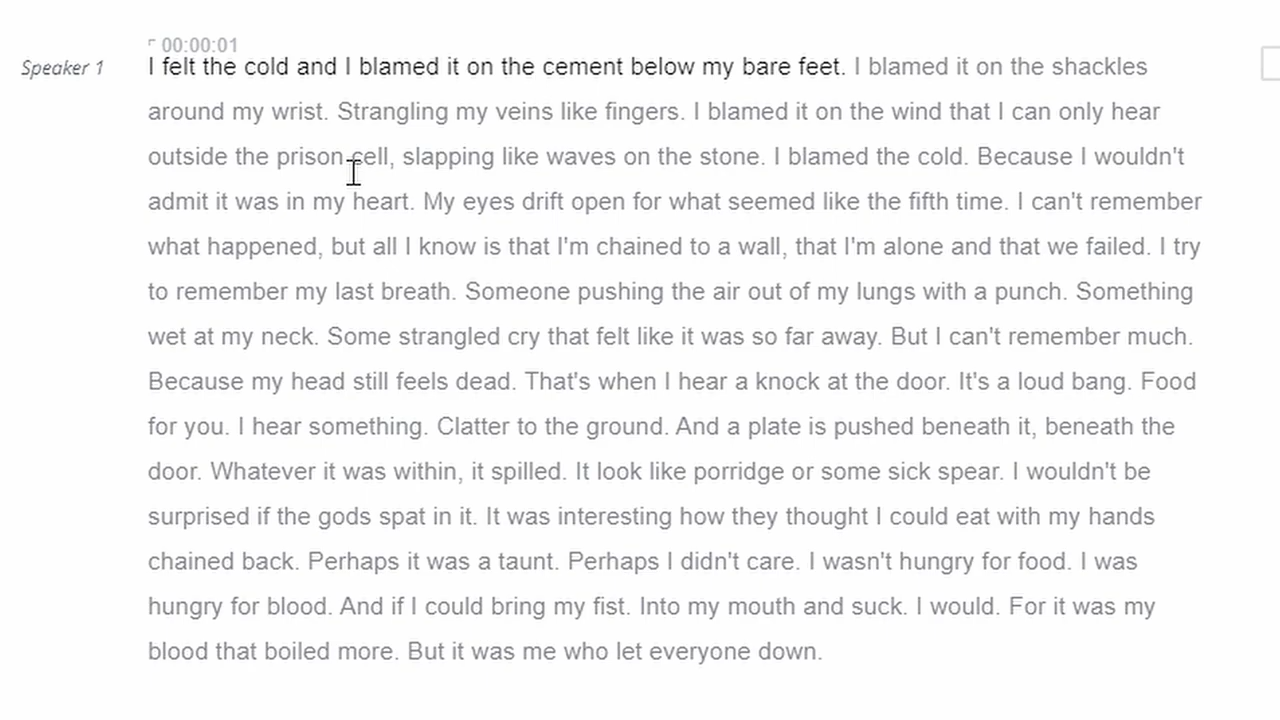 00:00:01
Speaker 1 I felt the cold and I blamed it on the cement below my bare feet. I blamed it on the shackles
around my wrist. Strangling my veins like fingers. I blamed it on the wind that I can only hear
outside the prison cell, slapping like waves on the stone. I blamed the cold. Because I wouldn't
admit it was in my heart. My eyes drift open for what seemed like the fifth time. I can't remember
what happened, but all I know is that I'm chained to a wall, that I'm alone and that we failed. I try
to remember my last breath. Someone pushing the air out of my lungs with a punch. Something
wet at my neck. Some strangled cry that felt like it was so far away. But I can't remember much.
Because my head still feels dead. That's when I hear a knock at the door. It's a loud bang. Food
for you. I hear something. Clatter to the ground. And a plate is pushed beneath it, beneath the
door. Whatever it was within, it spilled. It look like porridge or some sick spear. I wouldn't be
surprised if the gods spat in it. It was interesting how they thought I could eat with my hands
chained back. Perhaps it was a taunt. Perhaps I didn't care. I wasn't hungry for food. I was
hungry for blood. And if I could bring my fist. Into my mouth and suck. I would. For it was my
blood that boiled more. But it was me who let everyone down.